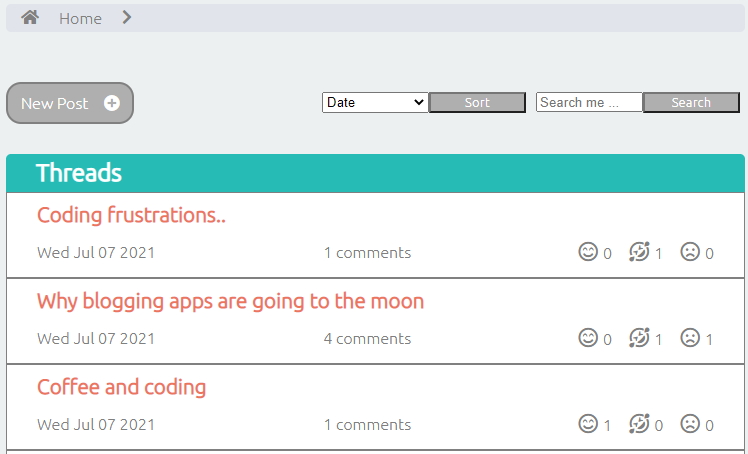 Home
New Post Date Sort Search me ... Search
Threads
Coding frustrations..
Wed Jul 07 2021 1 comments 0 1 0
Why blogging apps are going to the moon
Wed Jul 07 2021 4 comments 0 1 1
Coffee and coding
Wed Jul 07 2021 1 comments 1 0 0